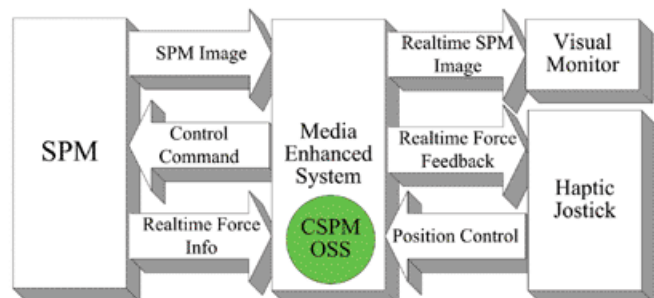 SPM
SPM Image
Control
Command
Realtime Force
Info
Media
Enhanced
System
CSPM
OSS
Realtime SPM
Image
Realtime Force
Feedback
Position Control
Visual
Monitor
Haptic
Jostick